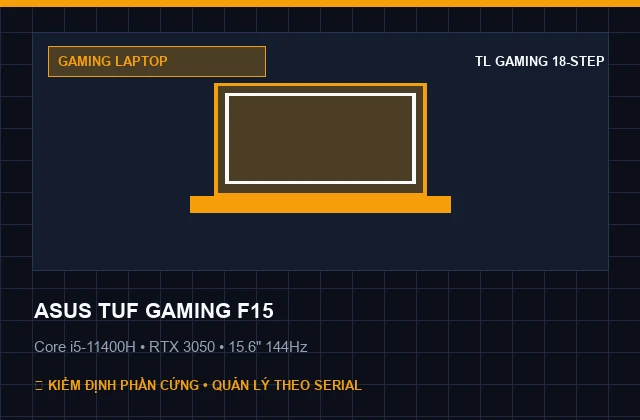 GAMING LAPTOP
TL GAMING 18-STEP
ASUS TUF GAMING F15
Core i5-11400H • RTX 3050 • 15.6" 144Hz
KIỂM ĐỊNH PHẦN CỨNG • QUẢN LÝ THEO SERIAL